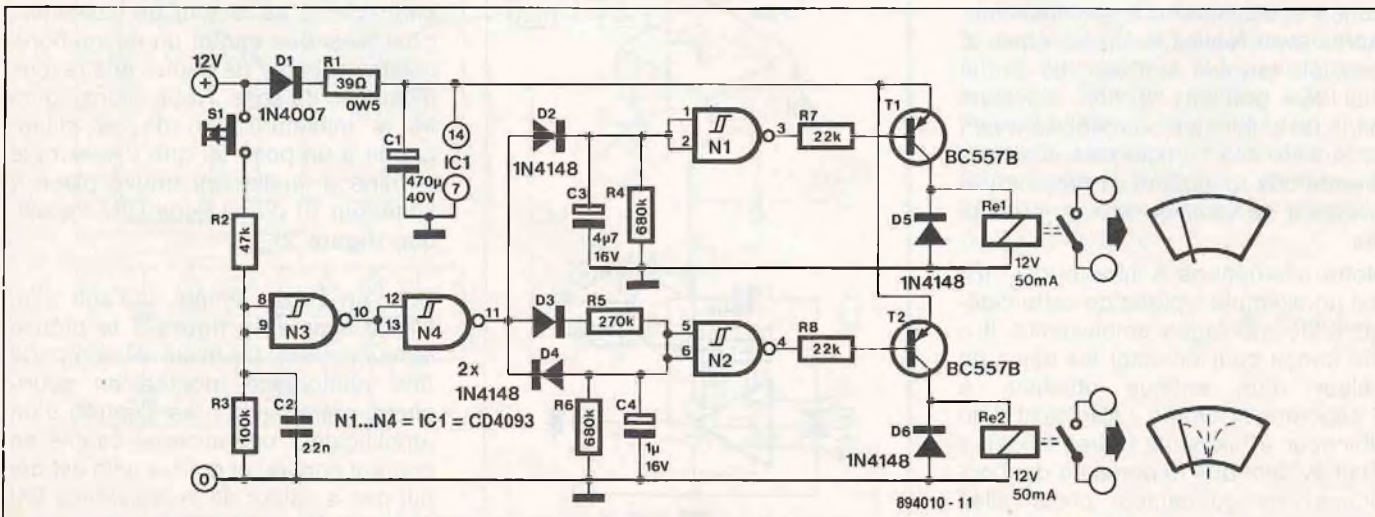 12V
+
D1
1N4007
R1
39Ω
0W5
S1
C1
470µ
40V
14
IC1
7
R2
47k
8
9
N3
10
12
13
N4
11
R3
100k
C2
22n
N1...N4 = IC1 = CD4093
0
D2
1N4148
C3
4µ7
16V
R4
680k
1
2
N1
3
R7
22k
T1
BC557B
D5
1N4148
Re1
12V
50mA
D3
R5
270k
D4
2x
1N4148
R6
680k
C4
1µ
16V
5
6
N2
4
R8
22k
T2
BC557B
D6
1N4148
Re2
12V
50mA
894010 - 11